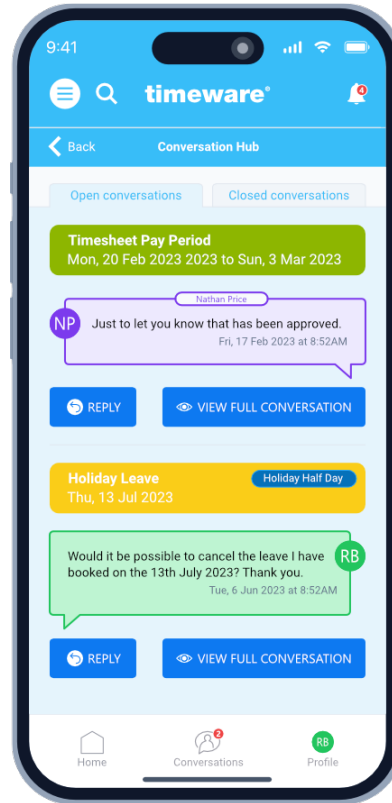 9:41
timeware®
4
Back
Conversation Hub
Open conversations
Closed conversations
Timesheet Pay Period
Mon, 20 Feb 2023 2023 to Sun, 3 Mar 2023
Nathan Price
NP
Just to let you know that has been approved.
Fri, 17 Feb 2023 at 8:52AM
REPLY
VIEW FULL CONVERSATION
Holiday Leave
Holiday Half Day
Thu, 13 Jul 2023
Would it be possible to cancel the leave I have
RB
booked on the 13th July 2023? Thank you.
Tue, 6 Jun 2023 at 8:52AM
REPLY
VIEW FULL CONVERSATION
2
RB
Home
Conversations
Profile